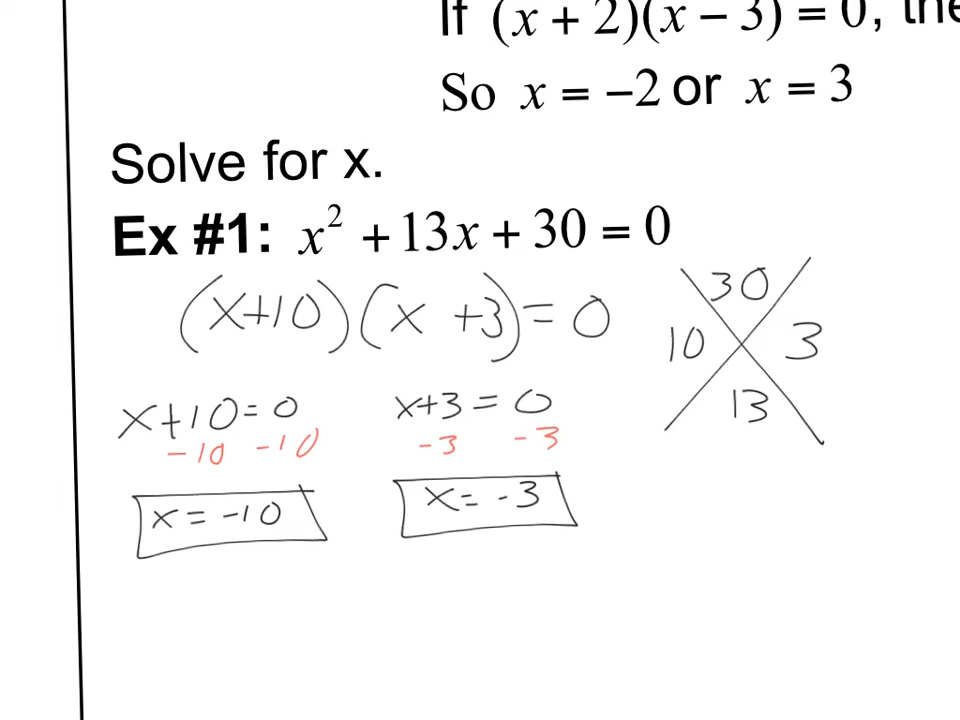 If (x + 2)(x − 3) = 0, the
So x = −2 or x = 3
Solve for x.
Ex #1: x² + 13x + 30 = 0
(x+10)(x +3) = 0
30
10 3
13
x+10 = 0 x+3 = 0
-10 -10 -3 -3
x = -10 x = -3